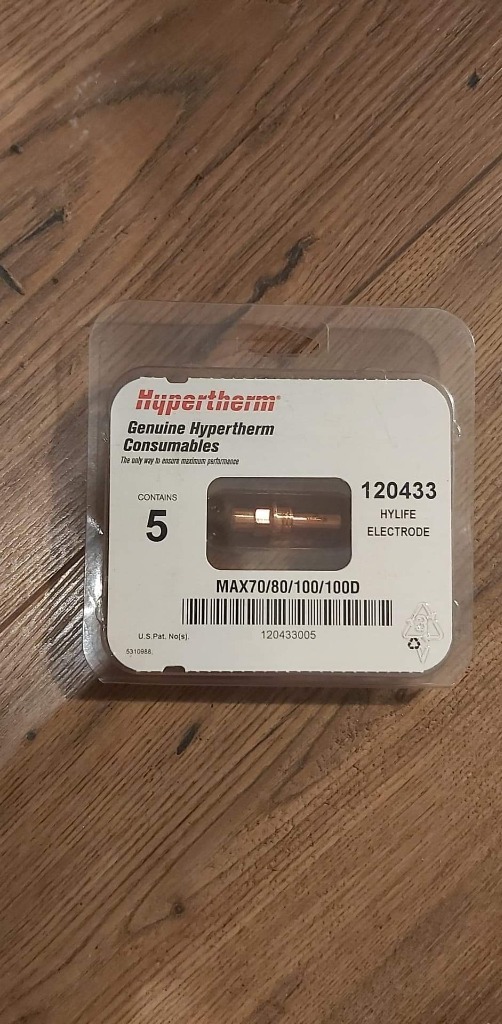 Hypertherm®
Genuine Hypertherm
Consumables
The only way to ensure maximum performance
CONTAINS
5
120433
HYLIFE
ELECTRODE
MAX70/80/100/100D
120433005
U.S.Pat. No(s).
5310988.
3